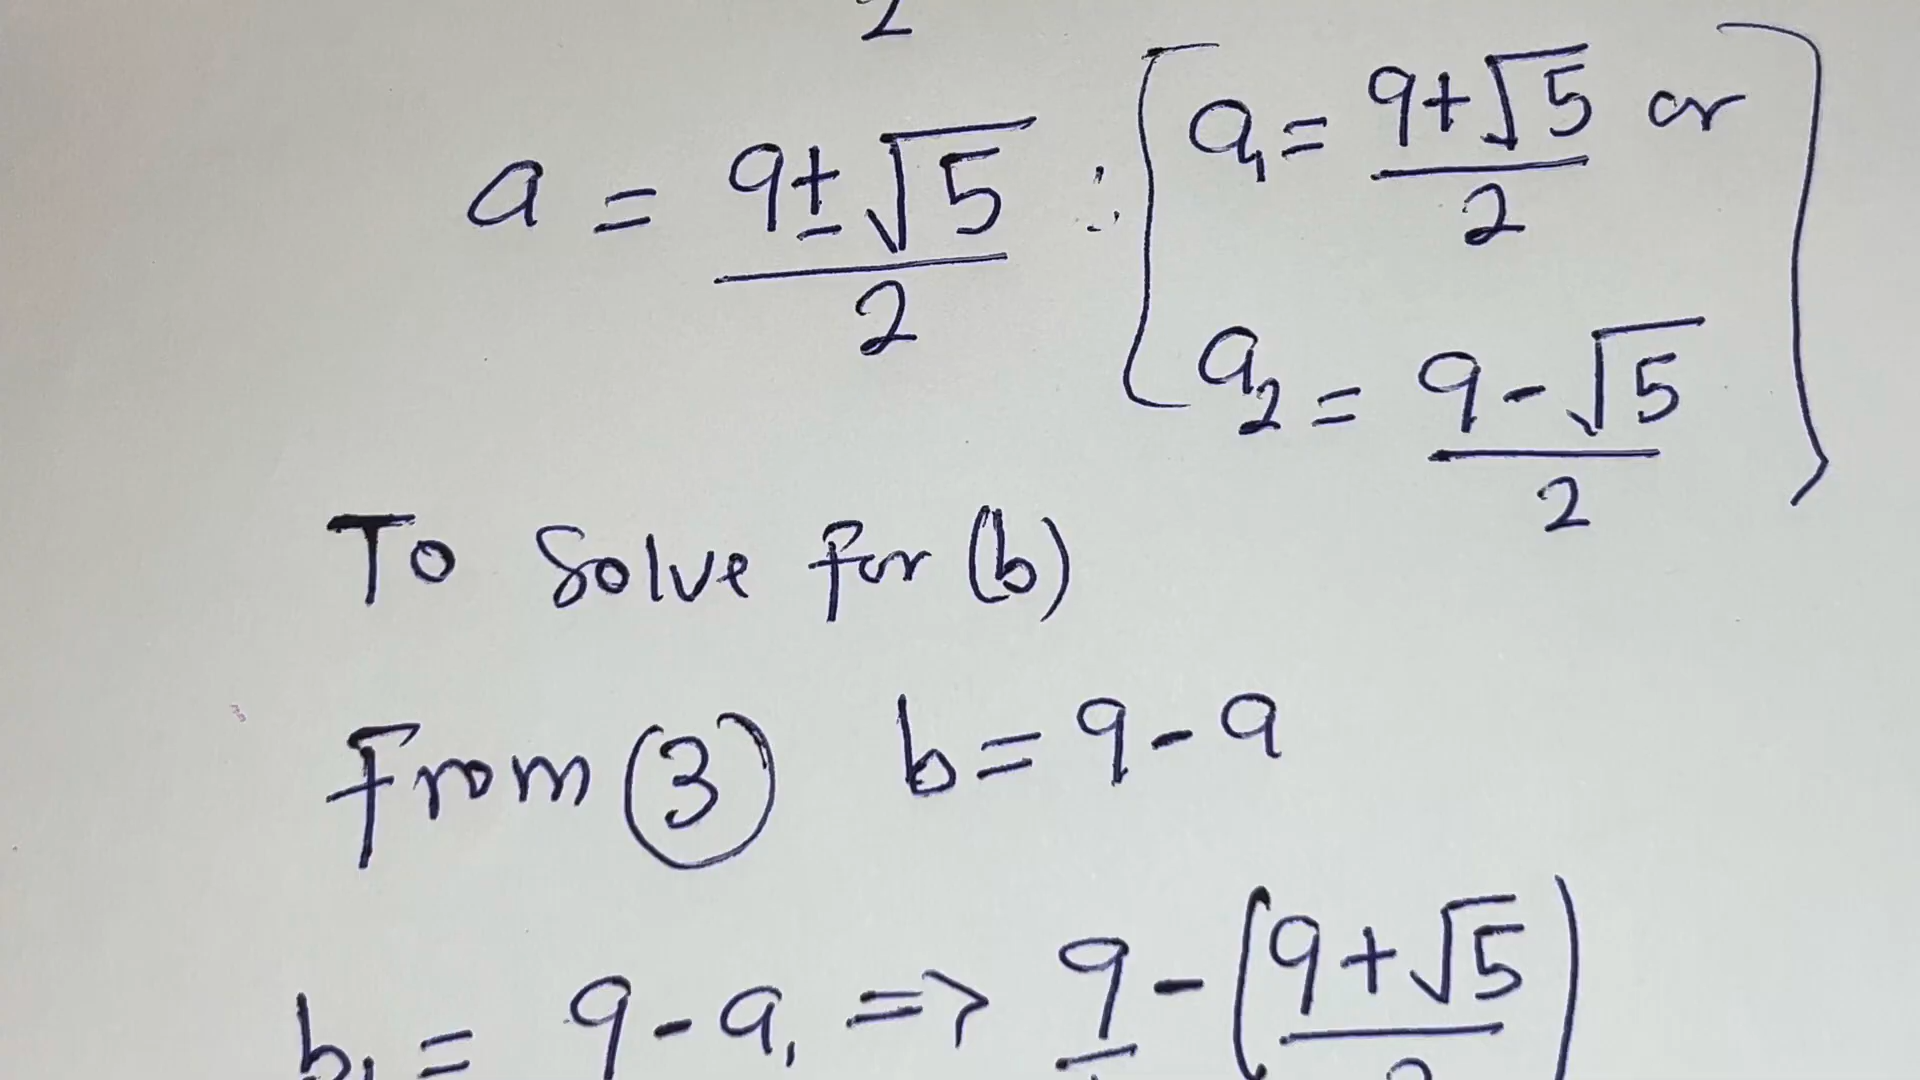 2
a = 9±√5/2 : [a₁ = 9+√5/2 or
a₂ = 9-√5/2]
To Solve for (b)
From (3) b = 9 - a
b₁ = 9 - a₁ => 9 - (9+√5